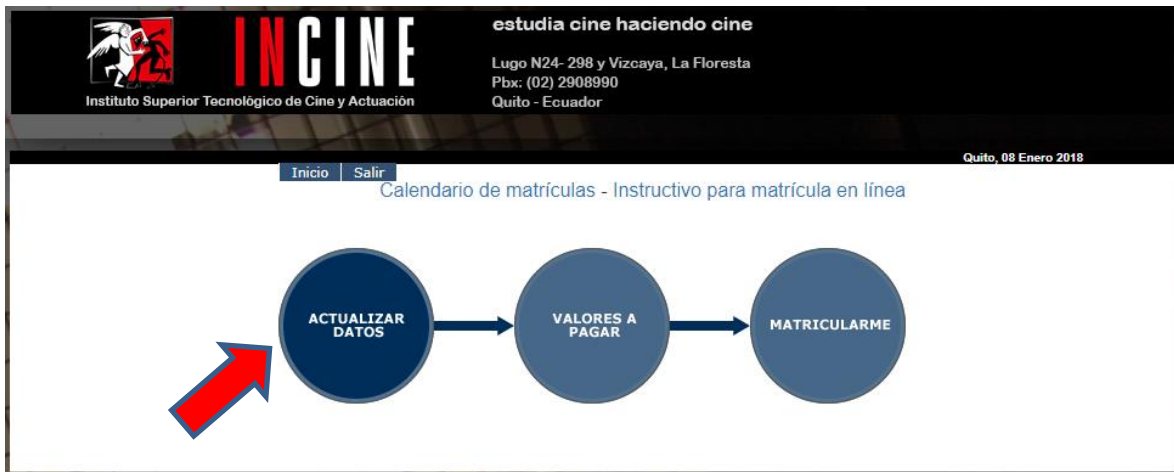 INCINE
Instituto Superior Tecnológico de Cine y Actuación
estudia cine haciendo cine
Lugo N24- 298 y Vizcaya, La Floresta
Pbx: (02) 2908990
Quito - Ecuador
Quito, 08 Enero 2018
Inicio Salir
Calendario de matrículas - Instructivo para matrícula en línea
ACTUALIZAR
DATOS
VALORES A
PAGAR
MATRICULARME